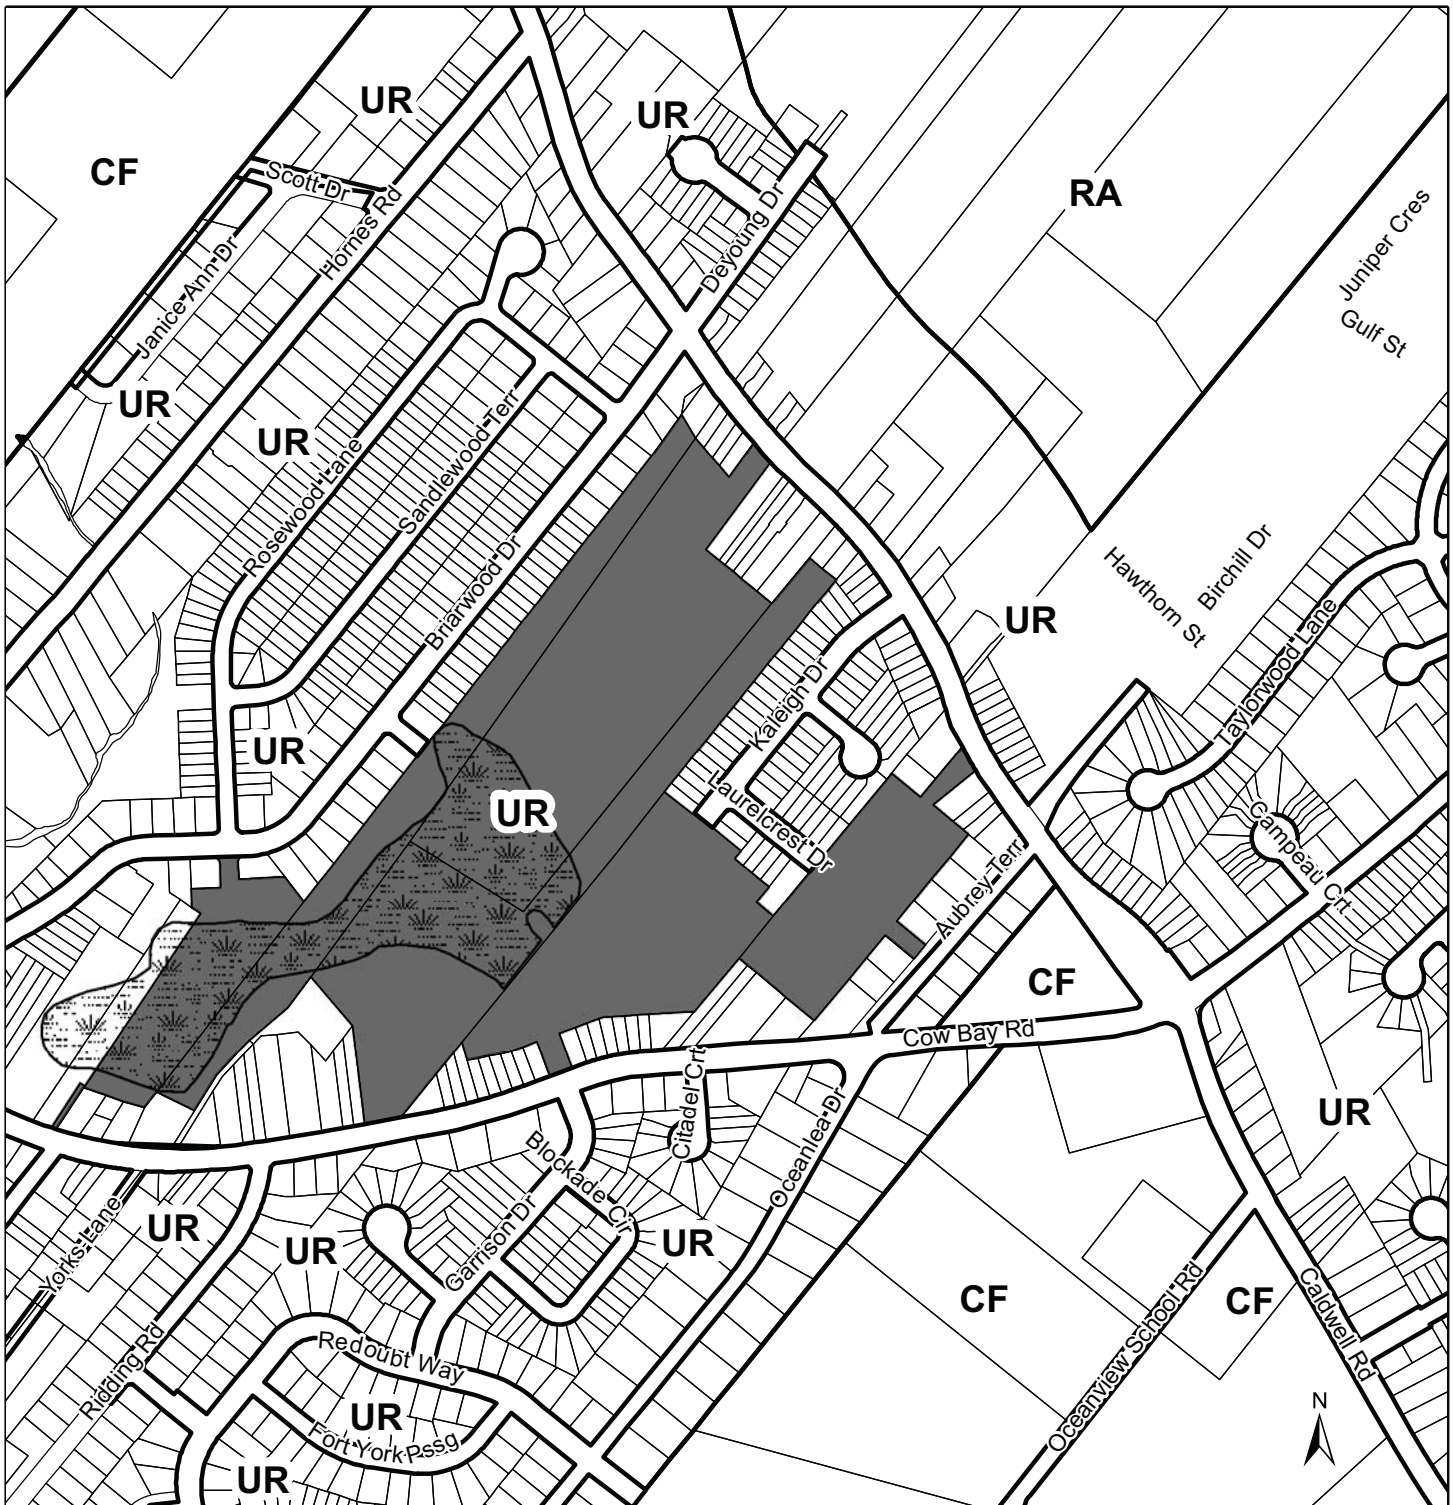 UR
UR
CF
Scott Dr
RA
Juniper Cres
Hornes Rd
Deyoung Dr
Janice Ann Dr
Gulf St
UR
UR
Rosewood Lane
Sandlewood Terr
Briarwood Dr
Hawthorn St
Birchill Dr
UR
Taylorwood Lane
Kaleigh Dr
UR
UR
Laurelcrest Dr
Campeau Crt
Aubrey Terr
CF
Cow Bay Rd
Citadel Crt
Oceanlea Dr
UR
Blockade Cir
Yorks Lane
UR
UR
Garrison Dr
UR
CF
Oceanview School Rd
CF
Caldwell Rd
Ridding Rd
Redoubt Way
UR
Fort York Pssg
UR
N